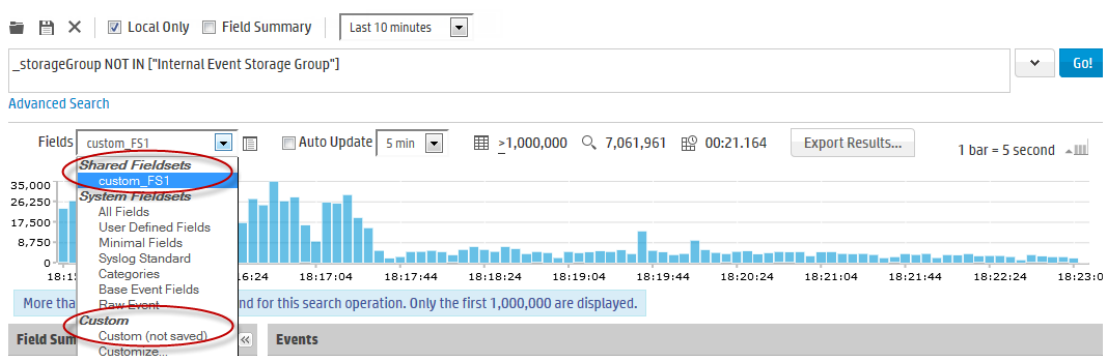 Local Only Field Summary Last 10 minutes
_storageGroup NOT IN ["Internal Event Storage Group"]
Go!
Advanced Search
Fields custom_FS1 Auto Update 5 min >1,000,000 7,061,961 00:21.164 Export Results... 1 bar = 5 second
Shared Fieldsets
custom_FS1
System Fieldsets
All Fields
User Defined Fields
Minimal Fields
Syslog Standard
Categories
Base Event Fields
Raw Event
Custom
Custom (not saved)
Customize...
35,000
26,250
17,500
8,750
0
18:1 16:24 18:17:04 18:17:44 18:18:24 18:19:04 18:19:44 18:20:24 18:21:04 18:21:44 18:22:24 18:23:0
More tha nd for this search operation. Only the first 1,000,000 are displayed.
Field Sum Events